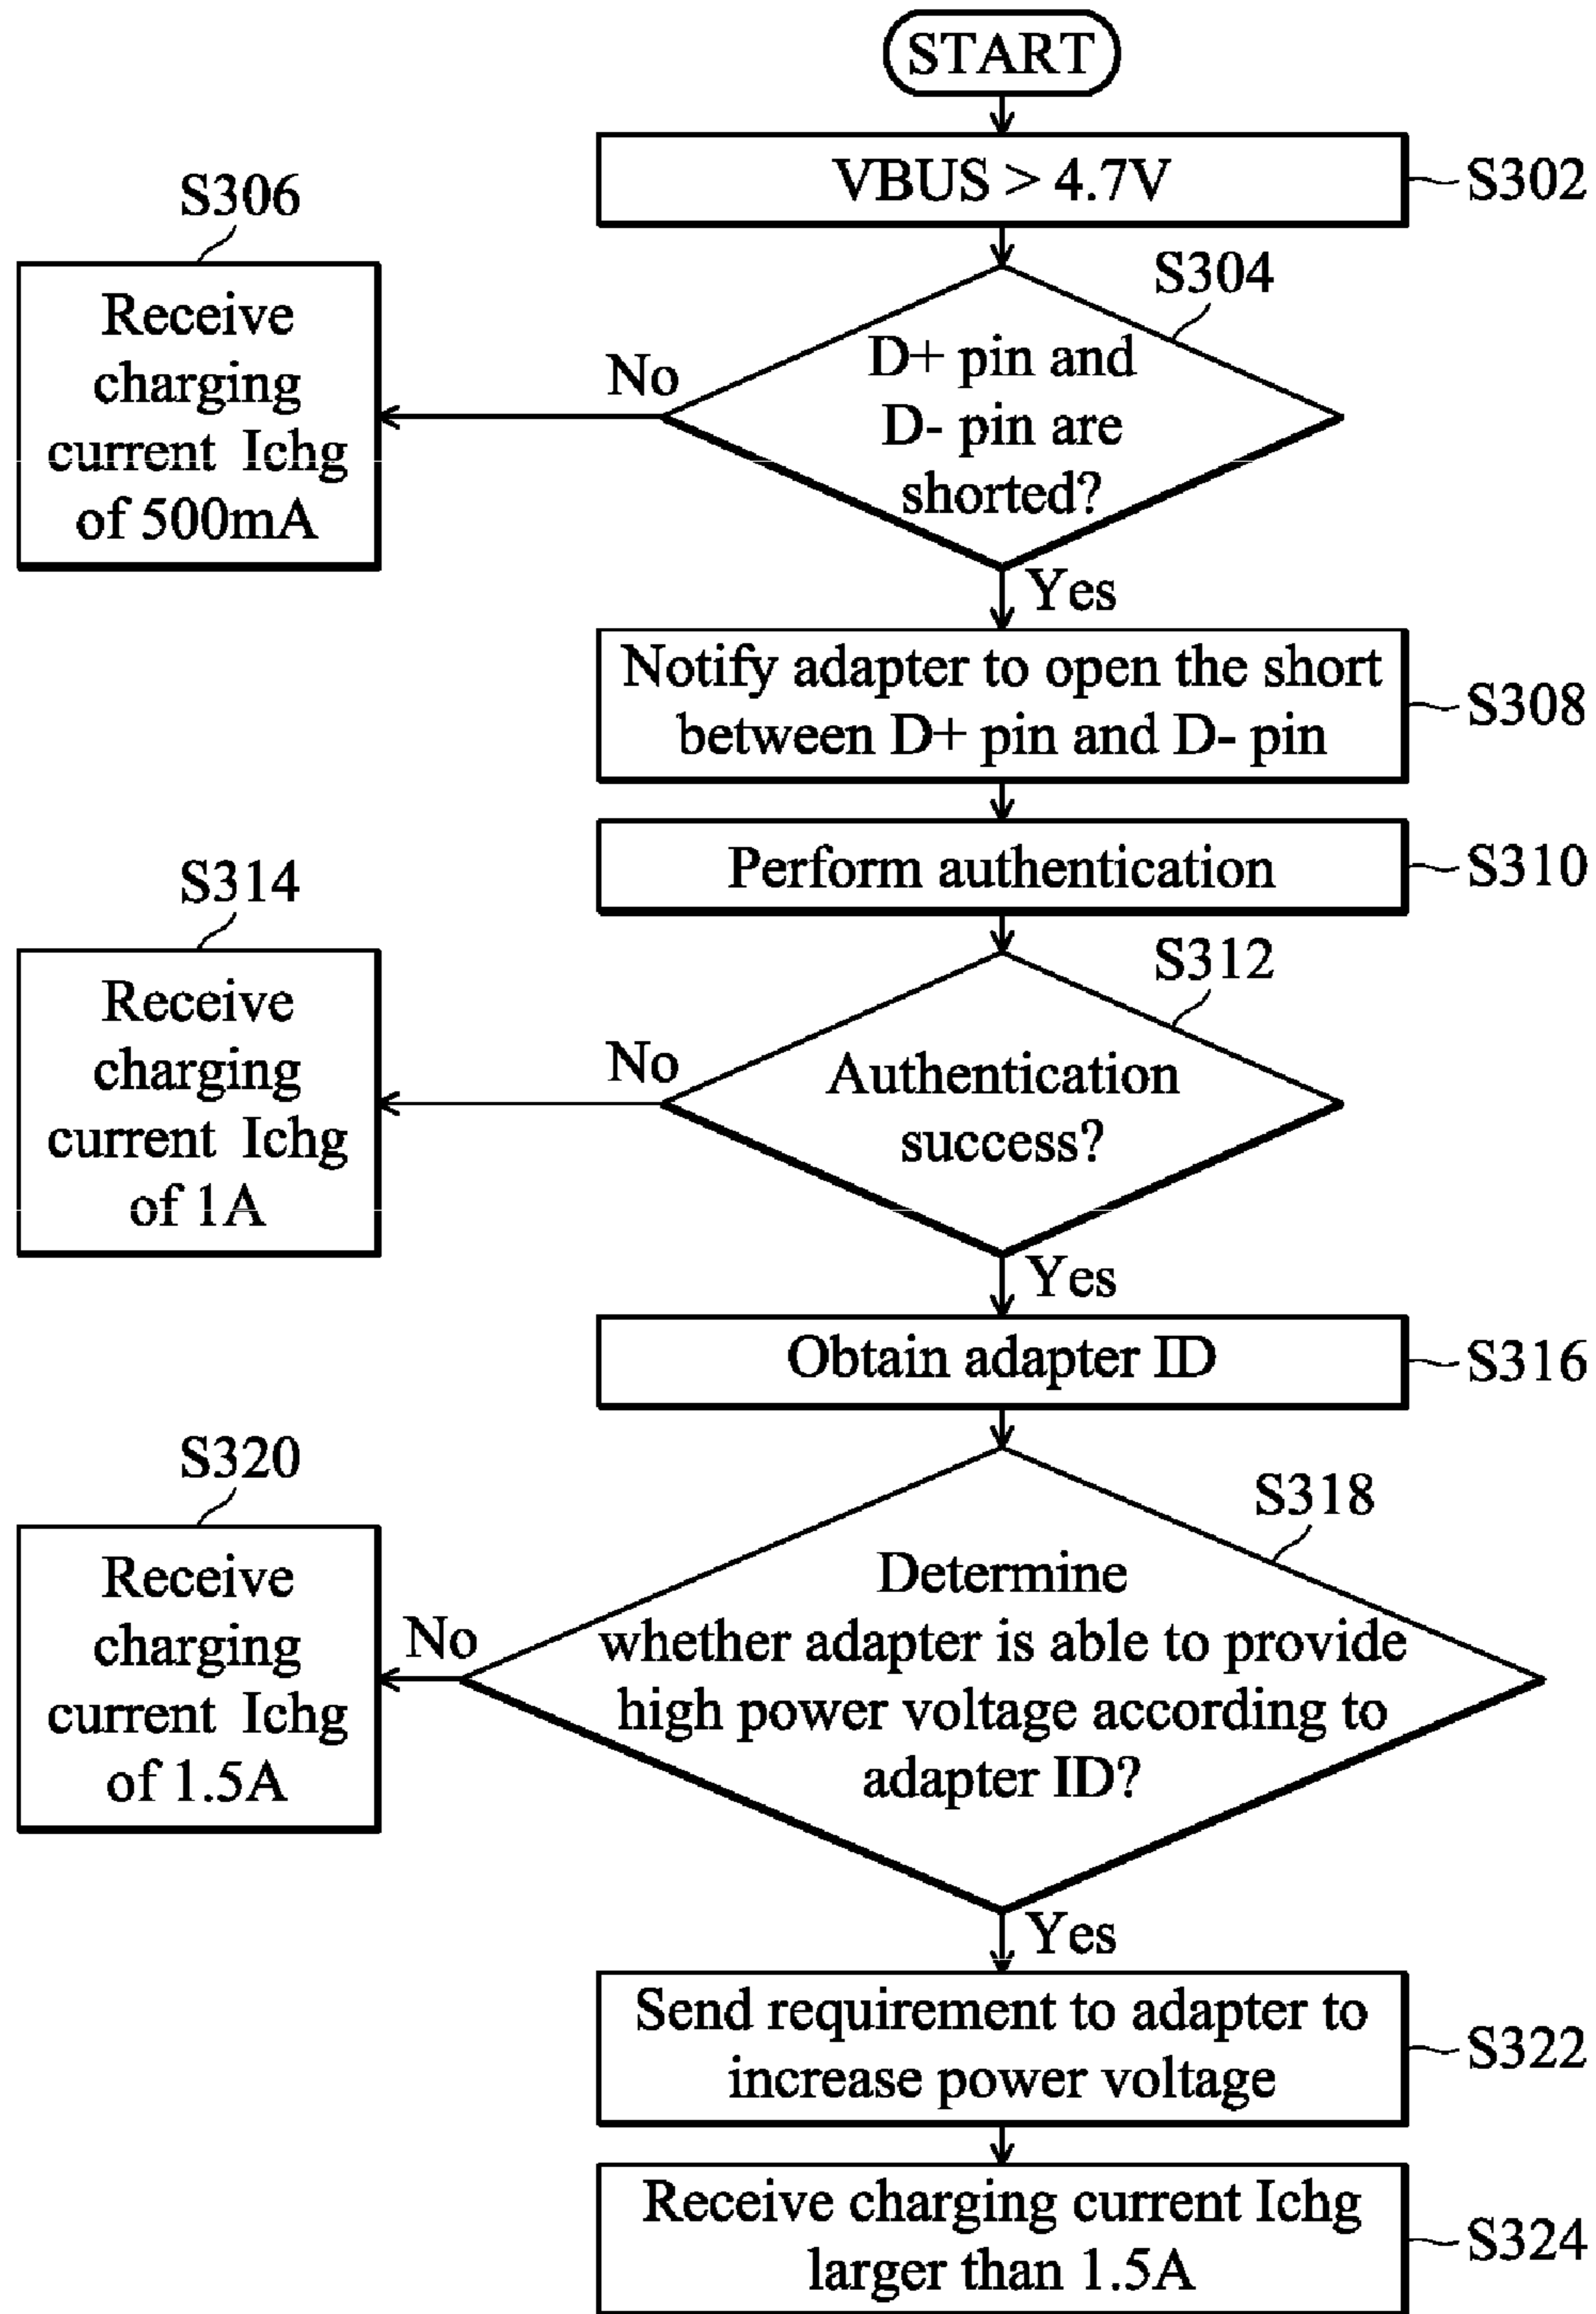 START
VBUS > 4.7V
S302
S306
Receive
charging
current Ichg
of 500mA
No
S304
D+ pin and
D- pin are
shorted?
Yes
Notify adapter to open the short
between D+ pin and D- pin
S308
Perform authentication
S310
S314
Receive
charging
current Ichg
of 1A
No
S312
Authentication
success?
Yes
Obtain adapter ID
S316
S320
Receive
charging
current Ichg
of 1.5A
No
S318
Determine
whether adapter is able to provide
high power voltage according to
adapter ID?
Yes
Send requirement to adapter to
increase power voltage
S322
Receive charging current Ichg
larger than 1.5A
S324